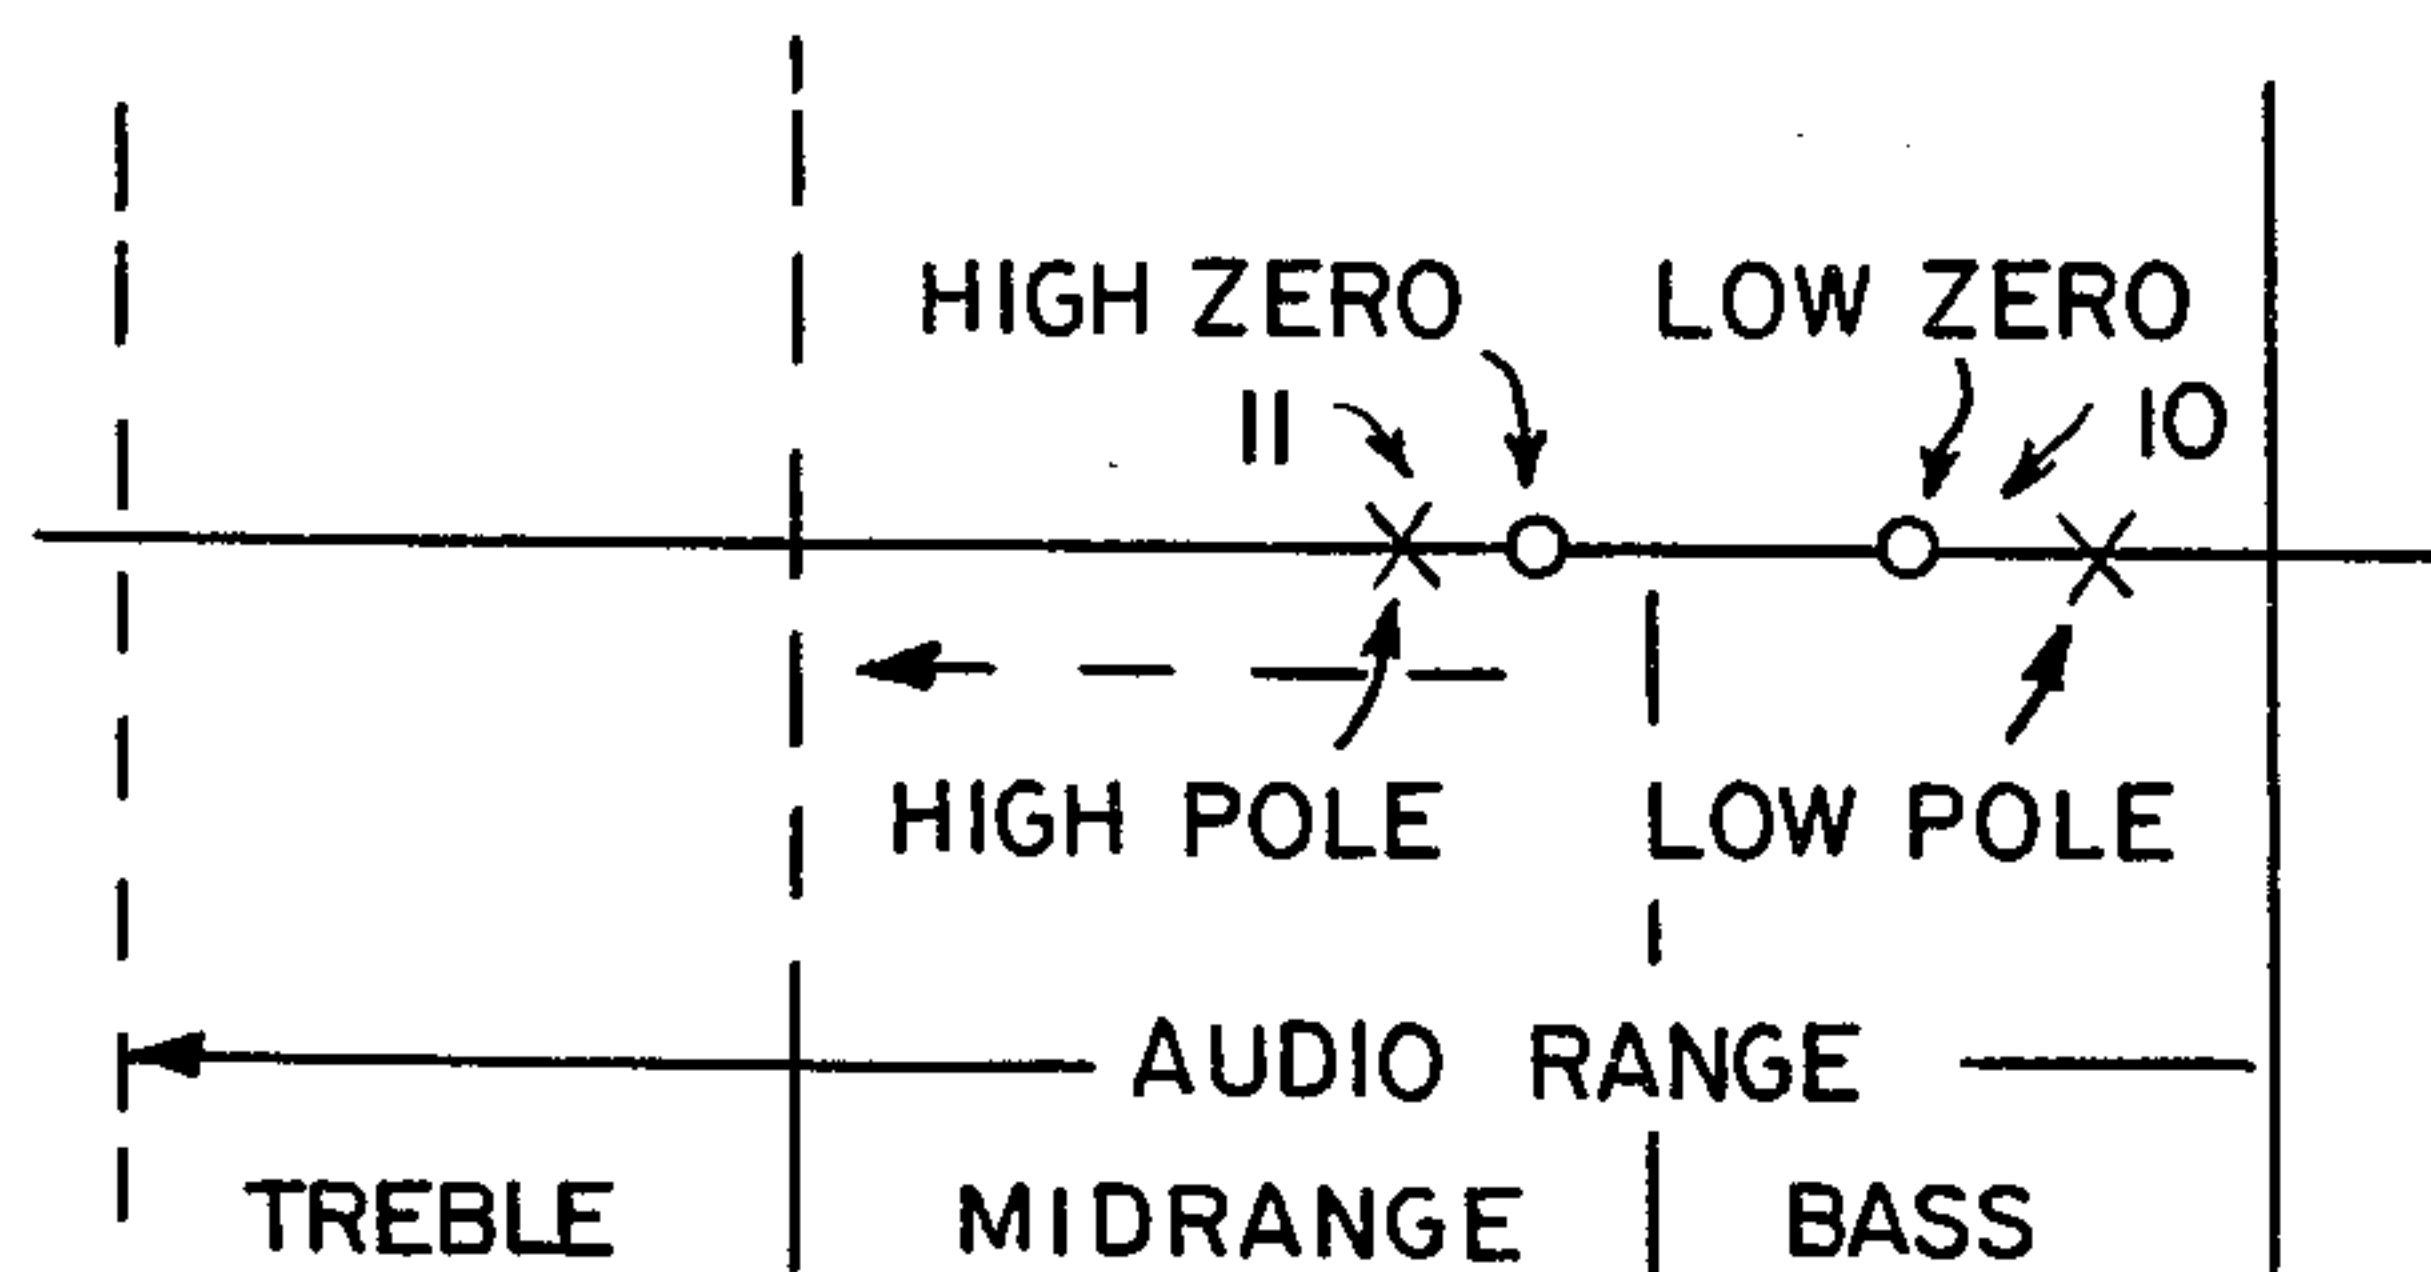 HIGH ZERO LOW ZERO
11 10
HIGH POLE LOW POLE
AUDIO RANGE
TREBLE MIDRANGE BASS